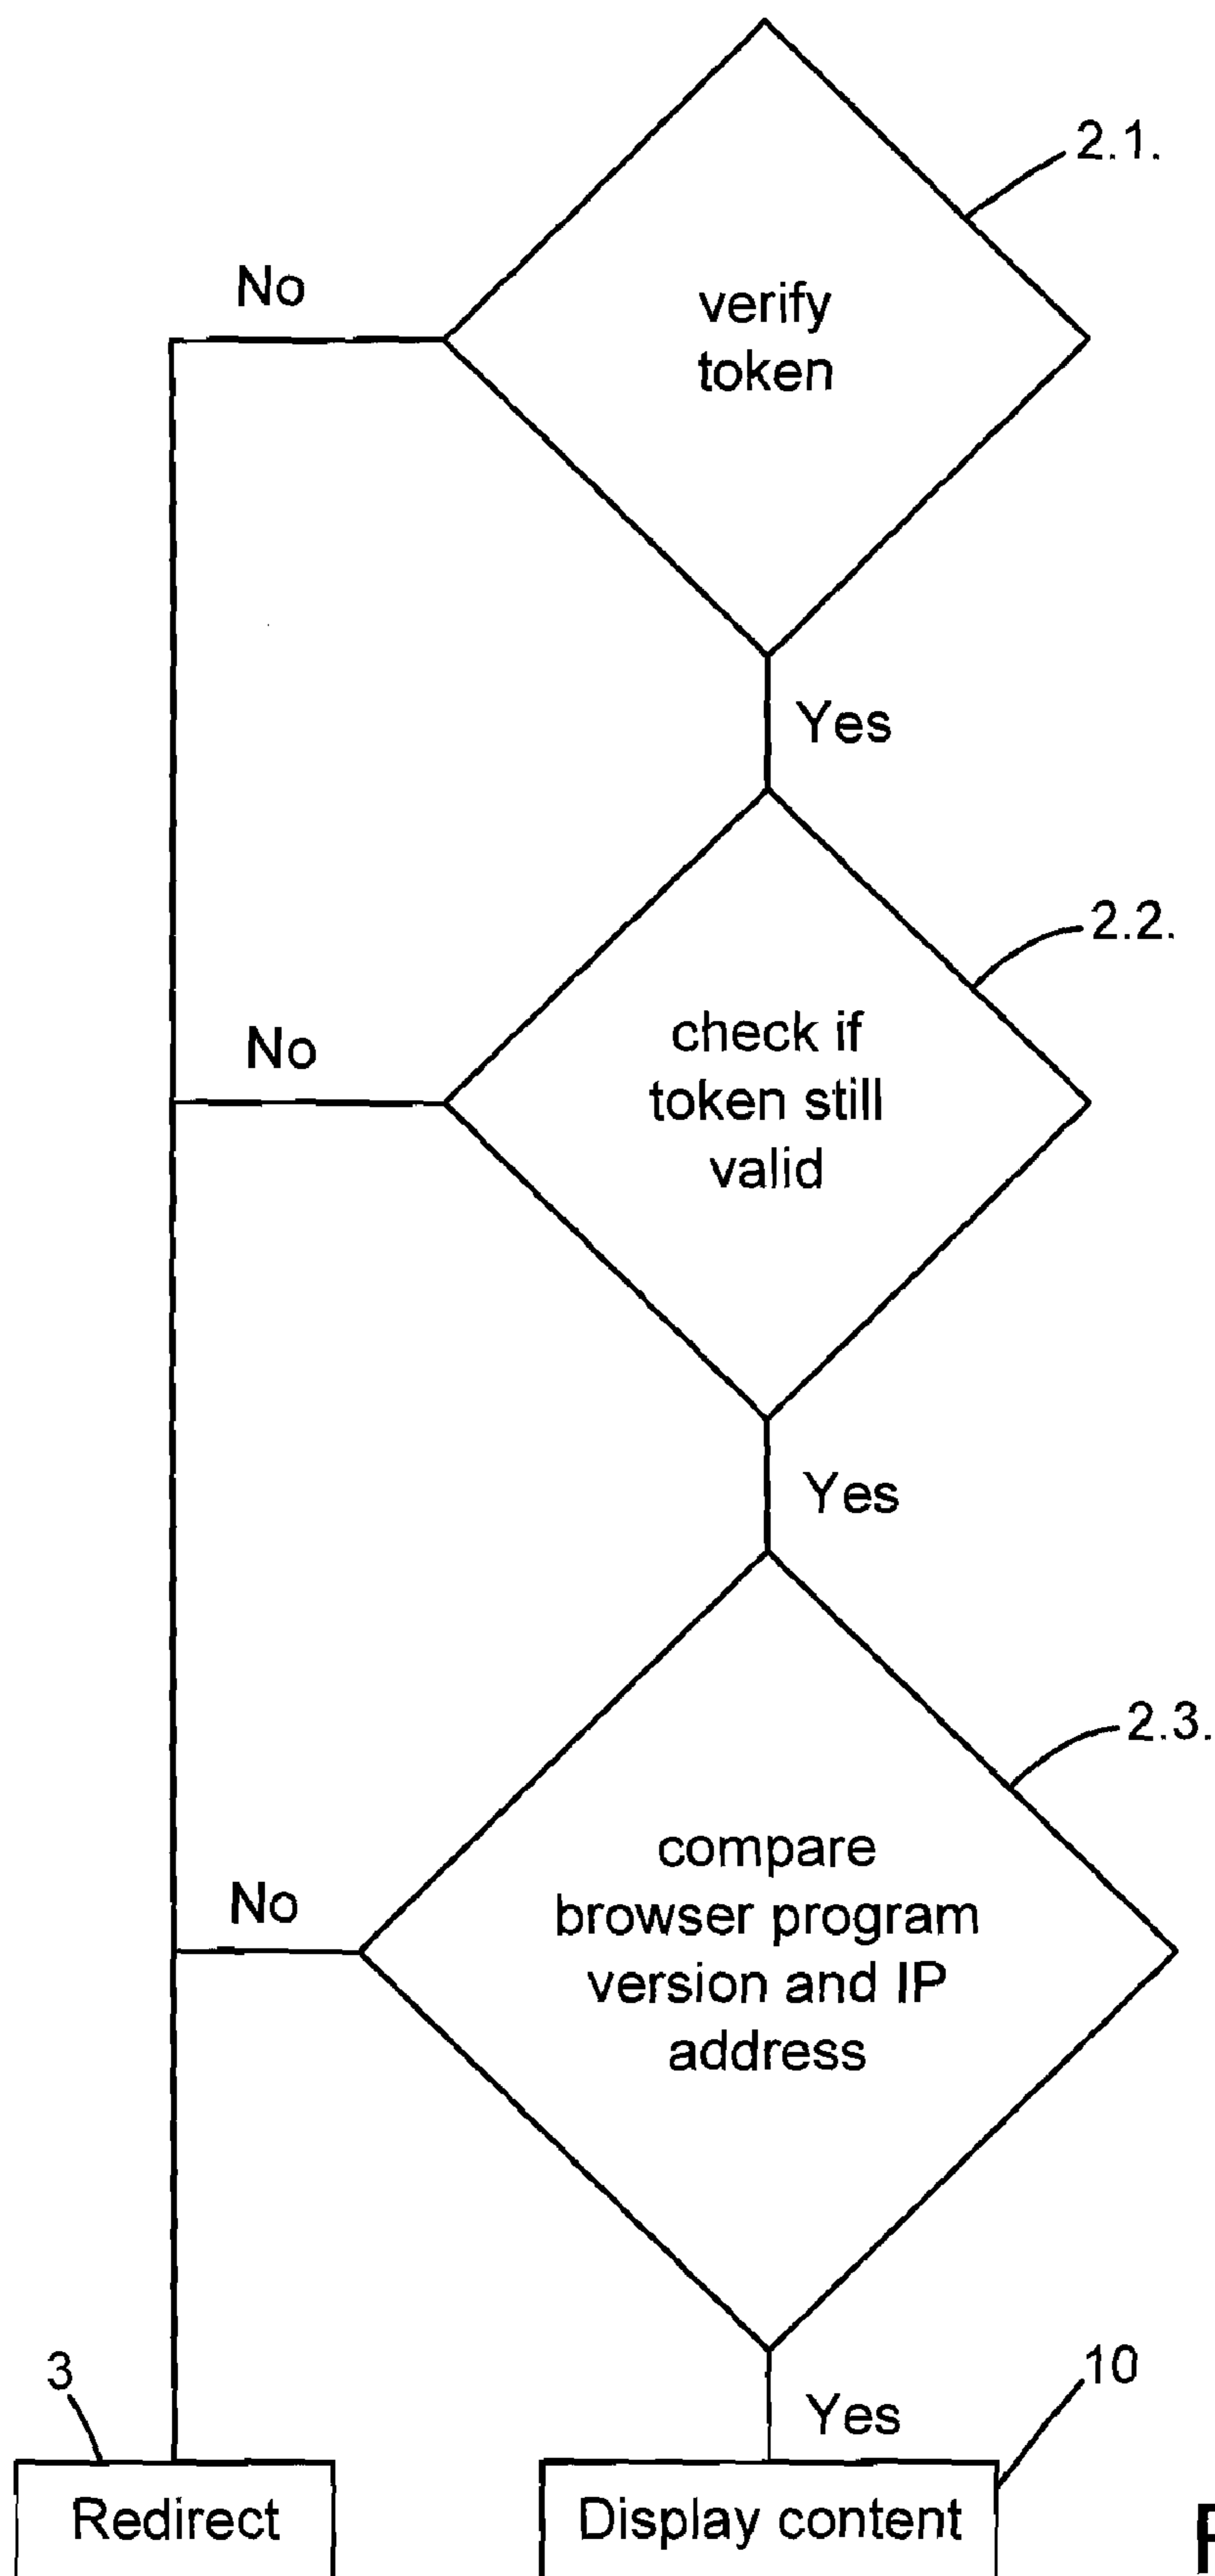 2.1.
No
verify
token
Yes
2.2.
No
check if
token still
valid
Yes
2.3.
No
compare
browser program
version and IP
address
3
10
Yes
Redirect
Display content